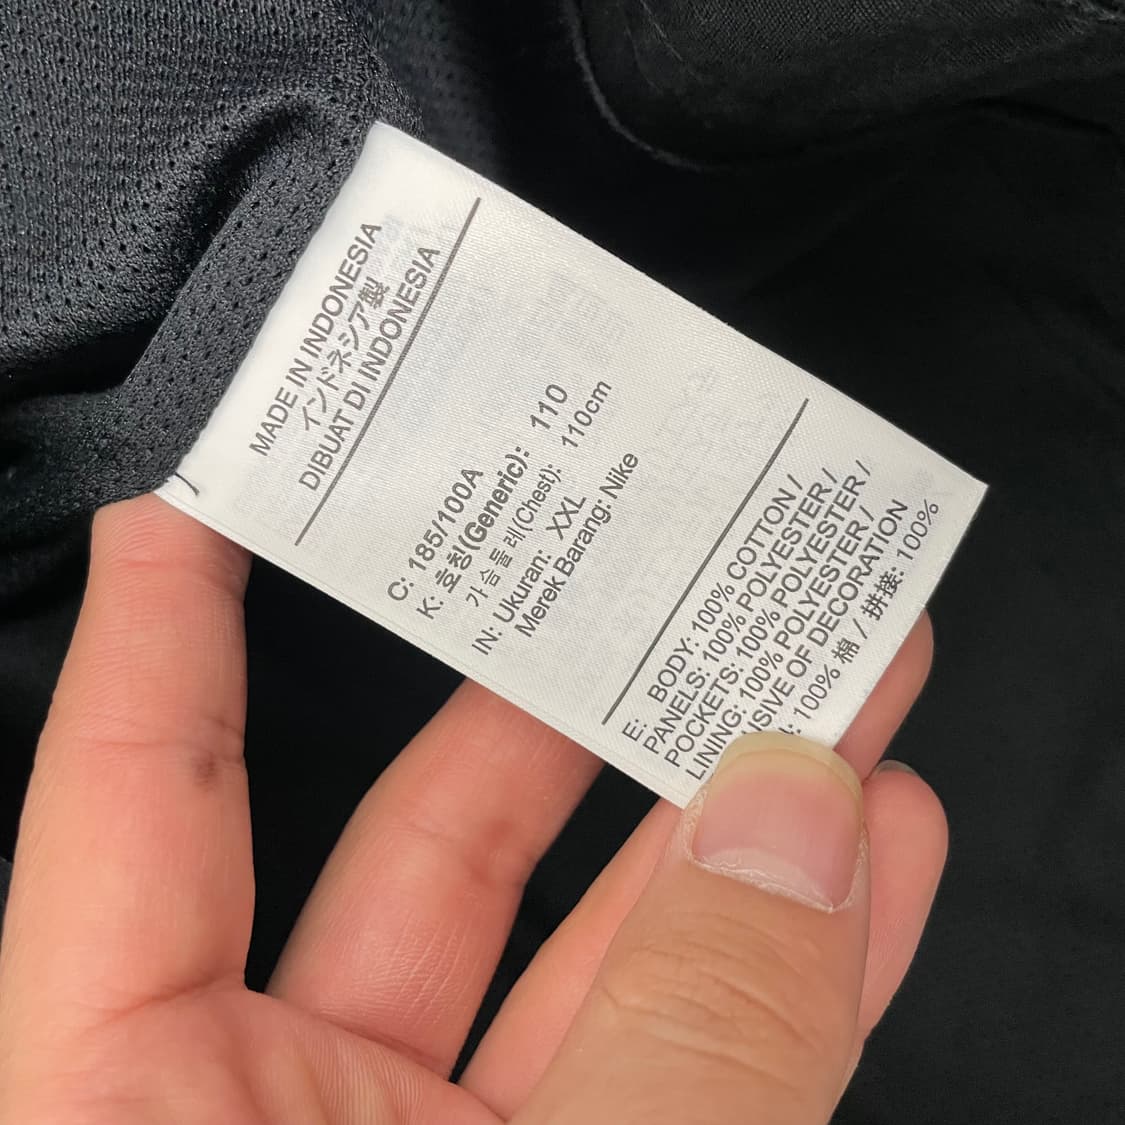 MADE IN INDONESIA
インドネシア製
DIBUAT DI INDONESIA
C: 185/100A
K: 호칭(Generic): 110
가슴둘레(Chest): 110cm
IN: Ukuran: XXL
Merek Barang: Nike
E: BODY: 100% COTTON /
PANELS: 100% POLYESTER /
POCKETS: 100% POLYESTER /
LINING: 100% POLYESTER /
SIVE OF DECORATION
: 100% 棉 / 拼接: 100%